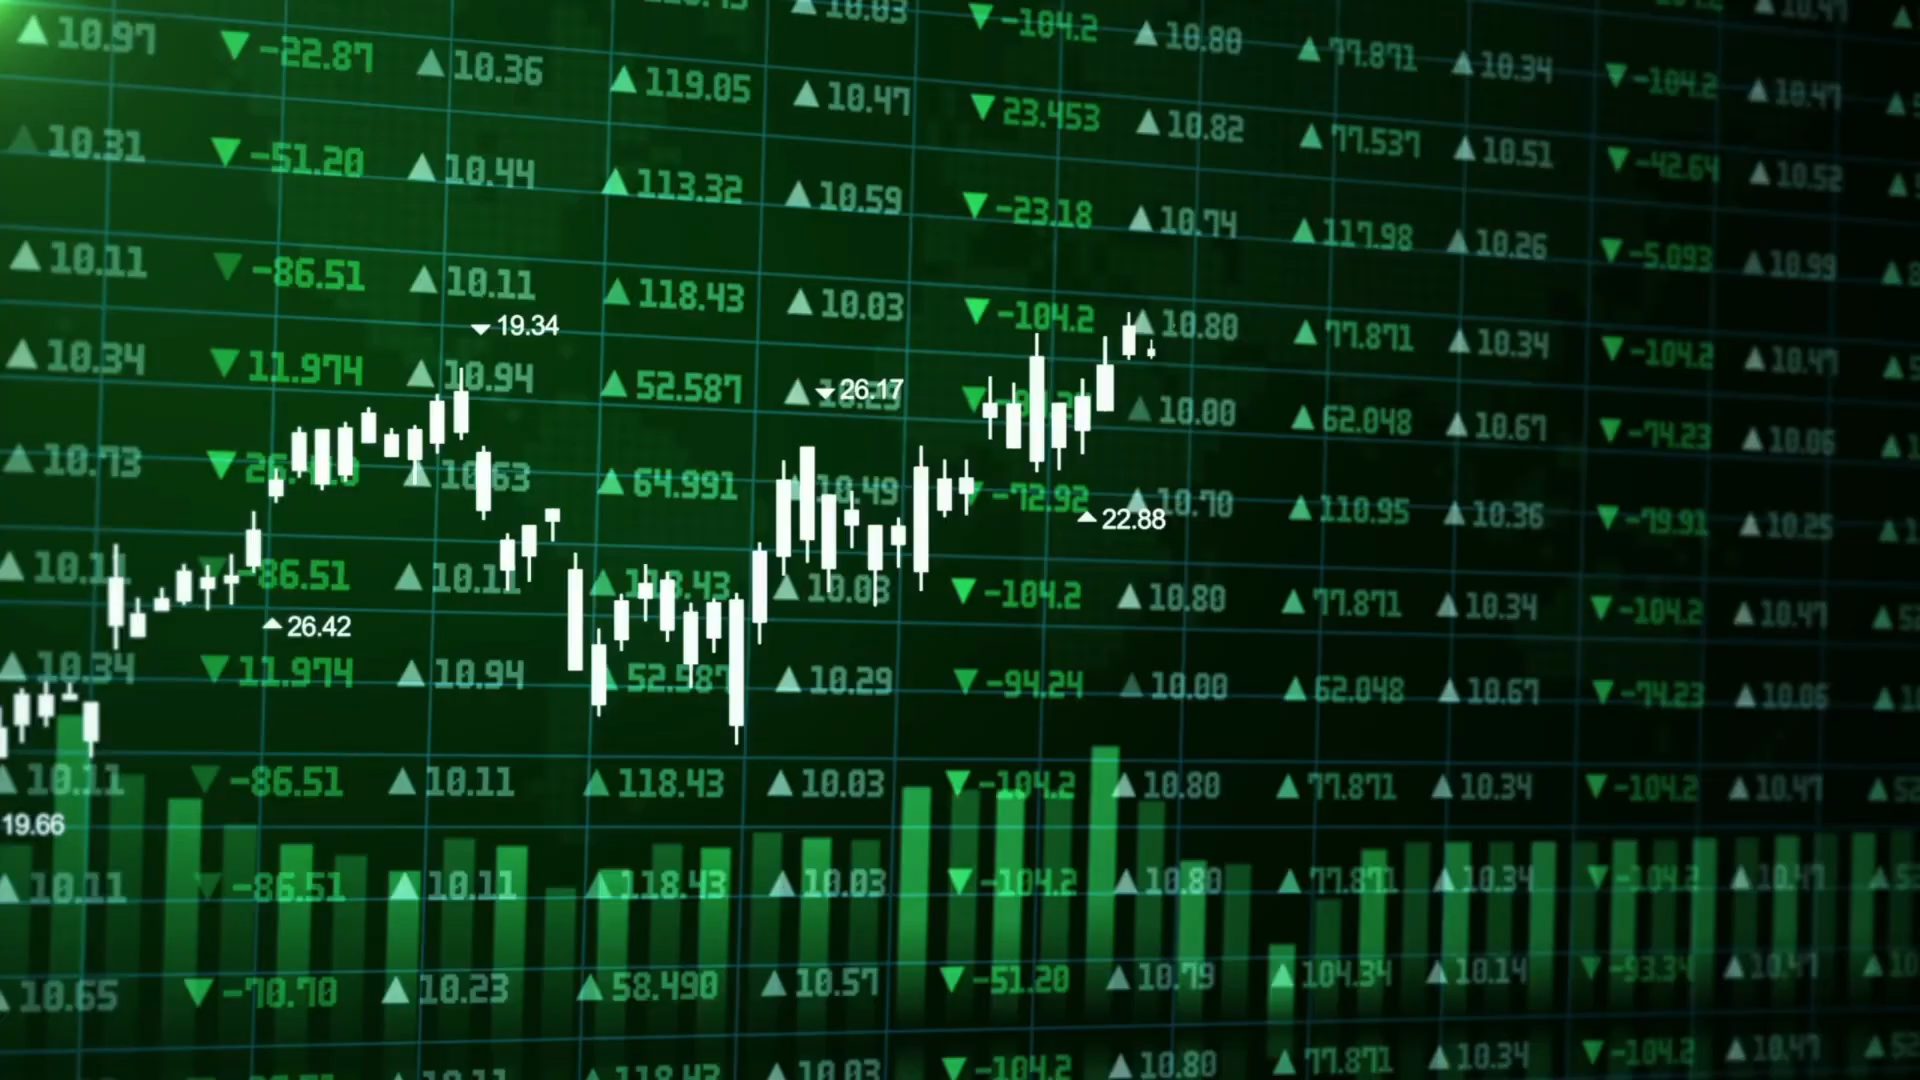 ▲10.97 ▼-22.87 ▲10.36 ▲119.05 ▲10.47 ▼23.453 ▲10.82 ▲77.537 ▲10.51 ▼-42.64 ▲10.52
▲10.03 ▼-104.2 ▲10.80 ▲77.871 ▲10.34 ▼-104.2 ▲10.47
▲10.31 ▼-51.20 ▲10.44 ▲113.32 ▲10.59 ▼-23.18 ▲10.74 ▲117.98 ▲10.26 ▼-5.093 ▲10.99
▲10.11 ▼-86.51 ▲10.11 ▲118.43 ▲10.03 ▼-104.2 ▲10.80 ▲77.871 ▲10.34 ▼-104.2 ▲10.47
▼19.34
▲10.34 ▼11.974 ▲10.94 ▲52.587 ▲ ▼ ▲10.00 ▲62.048 ▲10.67 ▼-74.23 ▲10.06
▼26.17
▲10.73 ▼ ▲10.63 ▲64.991 10.49 ▼-72.92 ▲10.70 ▲110.95 ▲10.36 ▼-79.91 ▲10.25
▲22.88
▲ ▼-86.51 ▲10.11 ▲ ▲10.03 ▼-104.2 ▲10.80 ▲77.871 ▲10.34 ▼-104.2 ▲10.47
▲26.42
▲10.34 ▼11.974 ▲10.94 ▲52.587 ▲10.29 ▼-94.24 ▲10.00 ▲62.048 ▲10.67 ▼-74.23 ▲10.06
▲10.11 ▼-86.51 ▲10.11 ▲118.43 ▲10.03 ▼-104.2 ▲10.80 ▲77.871 ▲10.34 ▼-104.2 ▲10.47
19.66
▲10.11 ▼-86.51 ▲10.11 ▲118.43 ▲10.03 ▼-104.2 ▲10.80 ▲77.871 ▲10.34 ▼-104.2 ▲10.47
▲10.65 ▼-70.70 ▲10.23 ▲58.490 ▲10.57 ▼-51.20 ▲10.79 ▲104.34 ▲10.14 ▼-93.34 ▲10.47
▲10.11 ▲118.43 ▲10.03 ▼-104.2 ▲10.80 ▲77.871 ▲10.34 ▼-104.2 ▲10.47